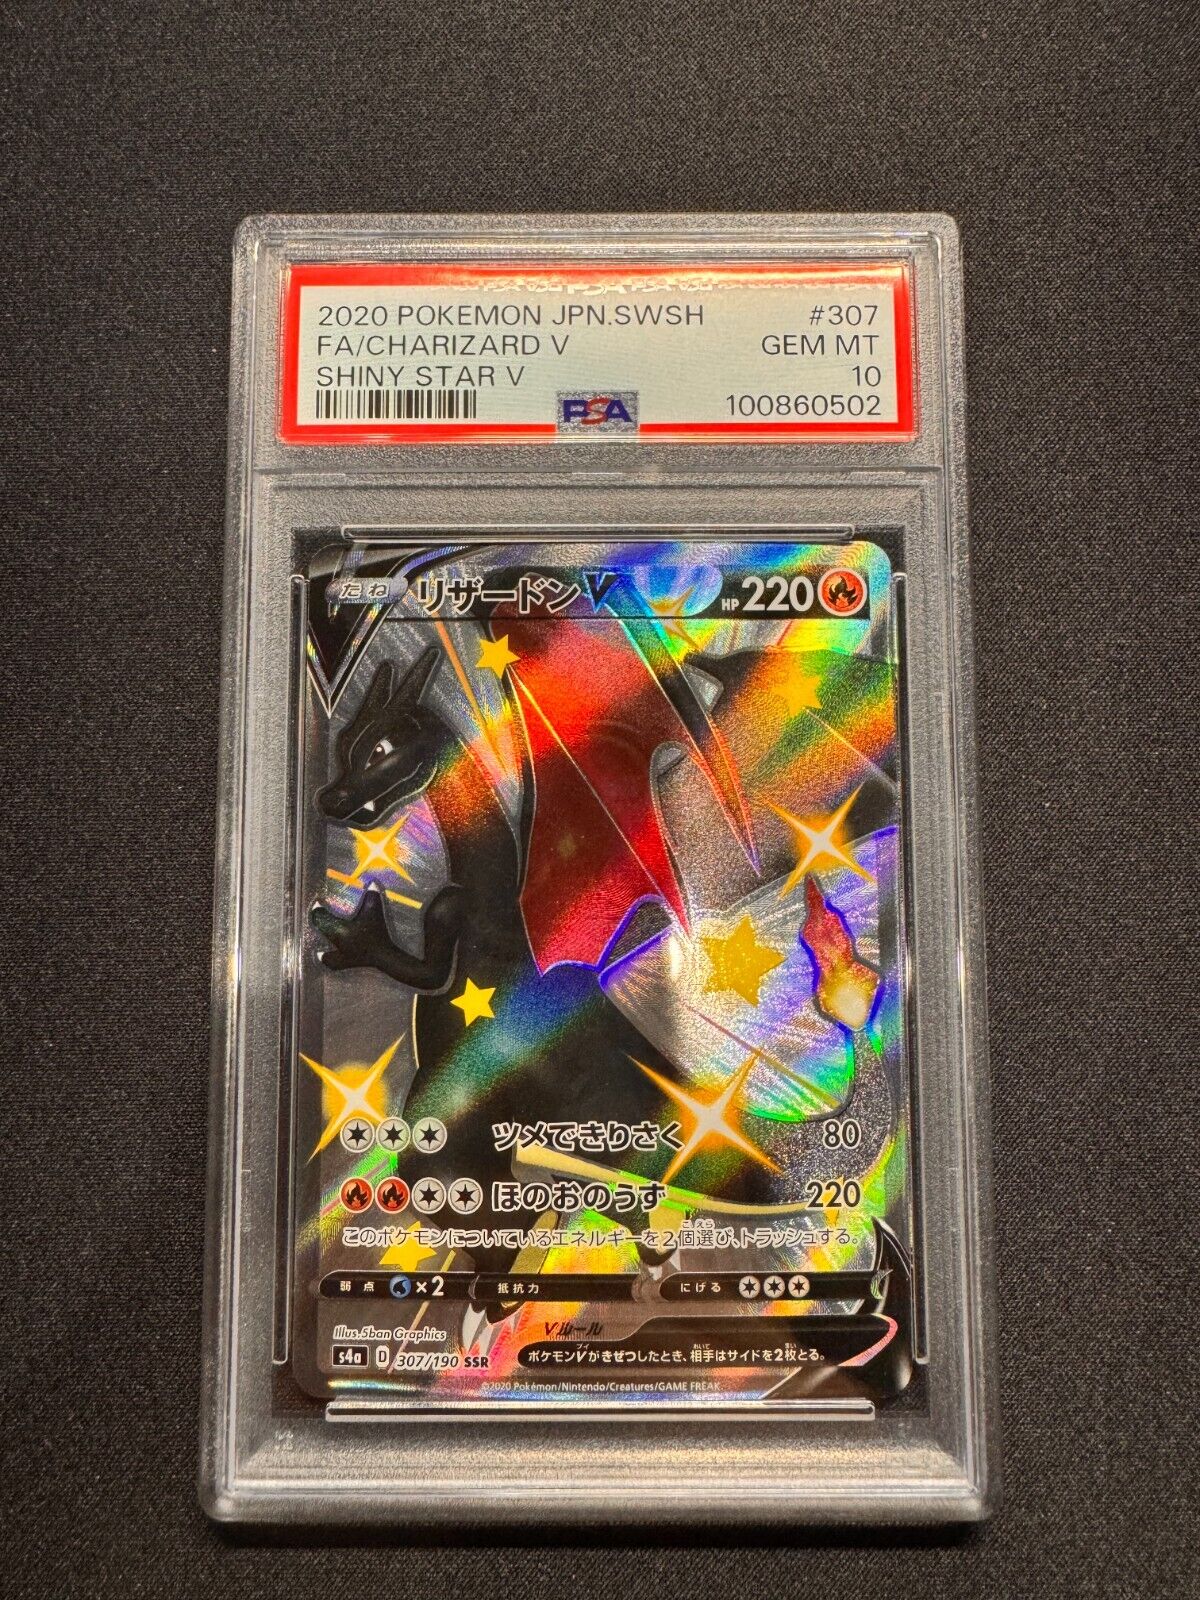 2020 POKEMON JPN.SWSH #307
FA/CHARIZARD V GEM MT
SHINY STAR V 10
PSA 100860502
たね リザードンV HP 220
ツメできりさく 80
ほのおのうず 220
このポケモンについているエネルギーを2個選び、トラッシュする。
弱点 ×2 抵抗力 にげる
Illus.5ban Graphics Vルール
ポケモンVがきぜつしたとき、相手はサイドを2枚とる。
s4a D 307/190 SSR
©2020 Pokémon/Nintendo/Creatures/GAME FREAK